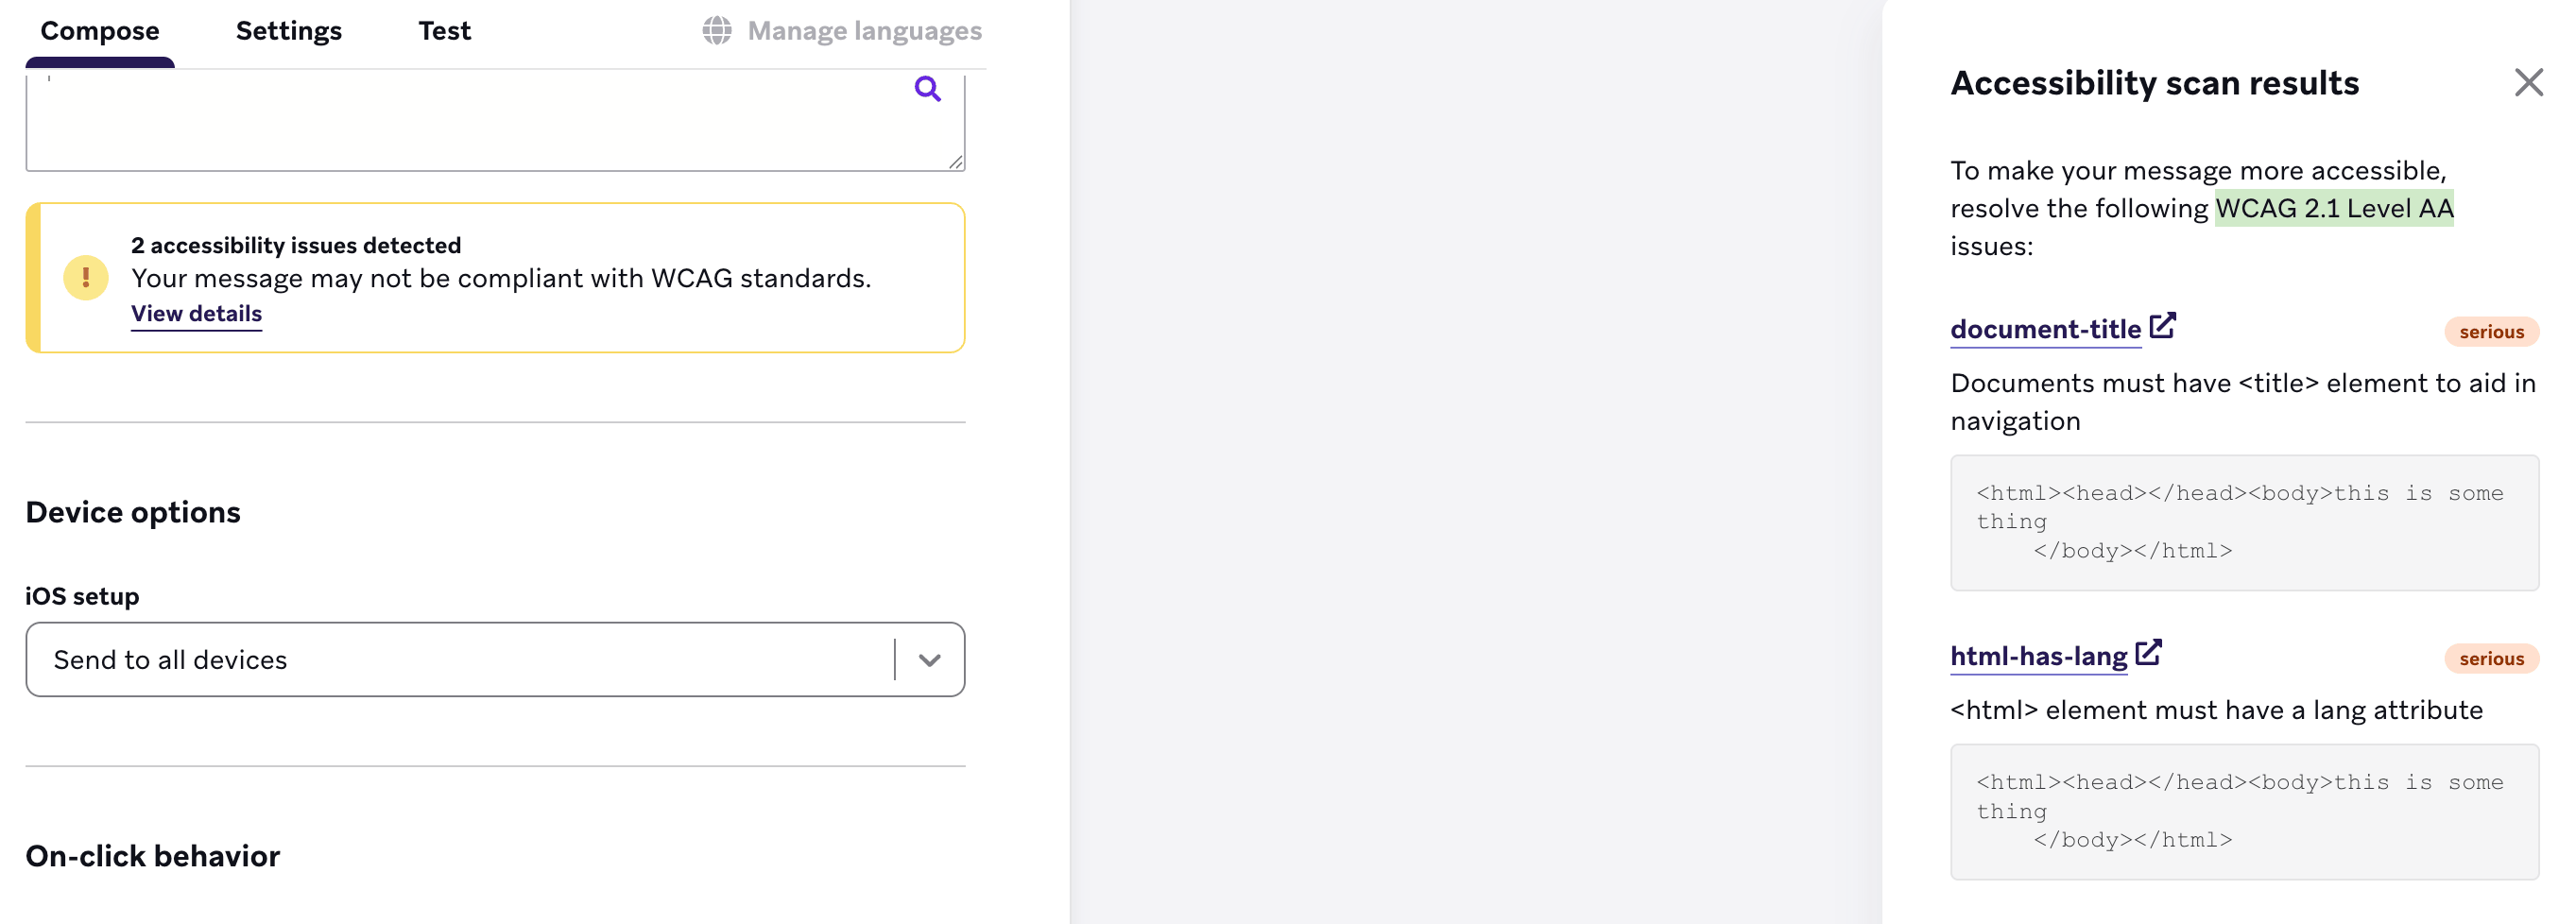 Compose
Settings
Test
Manage languages
2 accessibility issues detected
Your message may not be compliant with WCAG standards.
View details
Device options
iOS setup
Send to all devices
On-click behavior
Accessibility scan results
To make your message more accessible,
resolve the following WCAG 2.1 Level AA
issues:
document-title
serious
Documents must have <title> element to aid in
navigation
<html><head></head><body>this is some
thing
</body></html>
html-has-lang
serious
<html> element must have a lang attribute
<html><head></head><body>this is some
thing
</body></html>